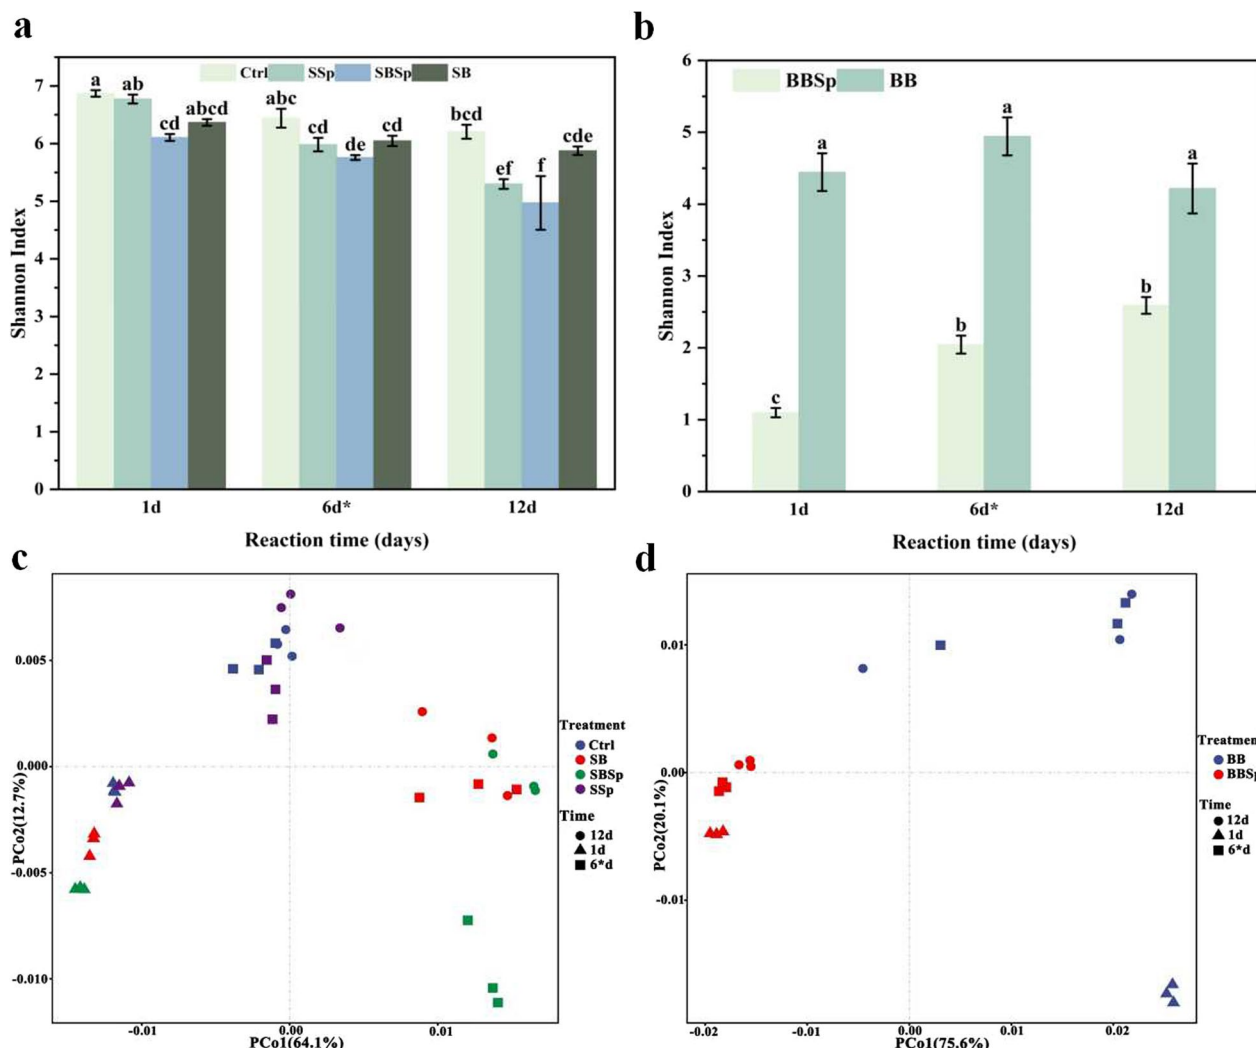 a
Ctrl SSp SBSp SB
7
6
5
4
3
2
1
0
a ab cd abcd
abc cd de cd
bcd ef f cde
Shannon Index
1d 6d* 12d
Reaction time (days)
b
BBSp BB
6
5
4
3
2
1
0
c a
b a
b a
Shannon Index
1d 6d* 12d
Reaction time (days)
c
0.005
0.000
-0.005
-0.010
PCo2(12.7%)
-0.01 0.00 0.01
PCo1(64.1%)
Treatment
Ctrl
SB
SBSp
SSp
Time
12d
1d
6*d
d
0.01
0.00
-0.01
PCo2(20.1%)
-0.02 -0.01 0.00 0.01 0.02
PCo1(75.6%)
Treatmen
BB
BBSp
Time
12d
1d
6*d